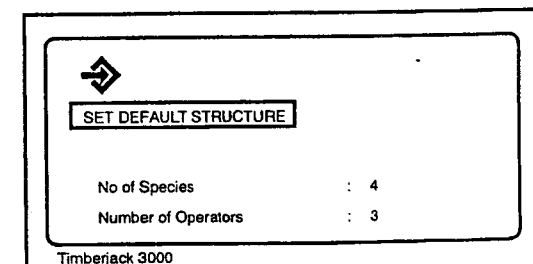 SET DEFAULT STRUCTURE
No of Species : 4
Number of Operators : 3
Timberjack 3000